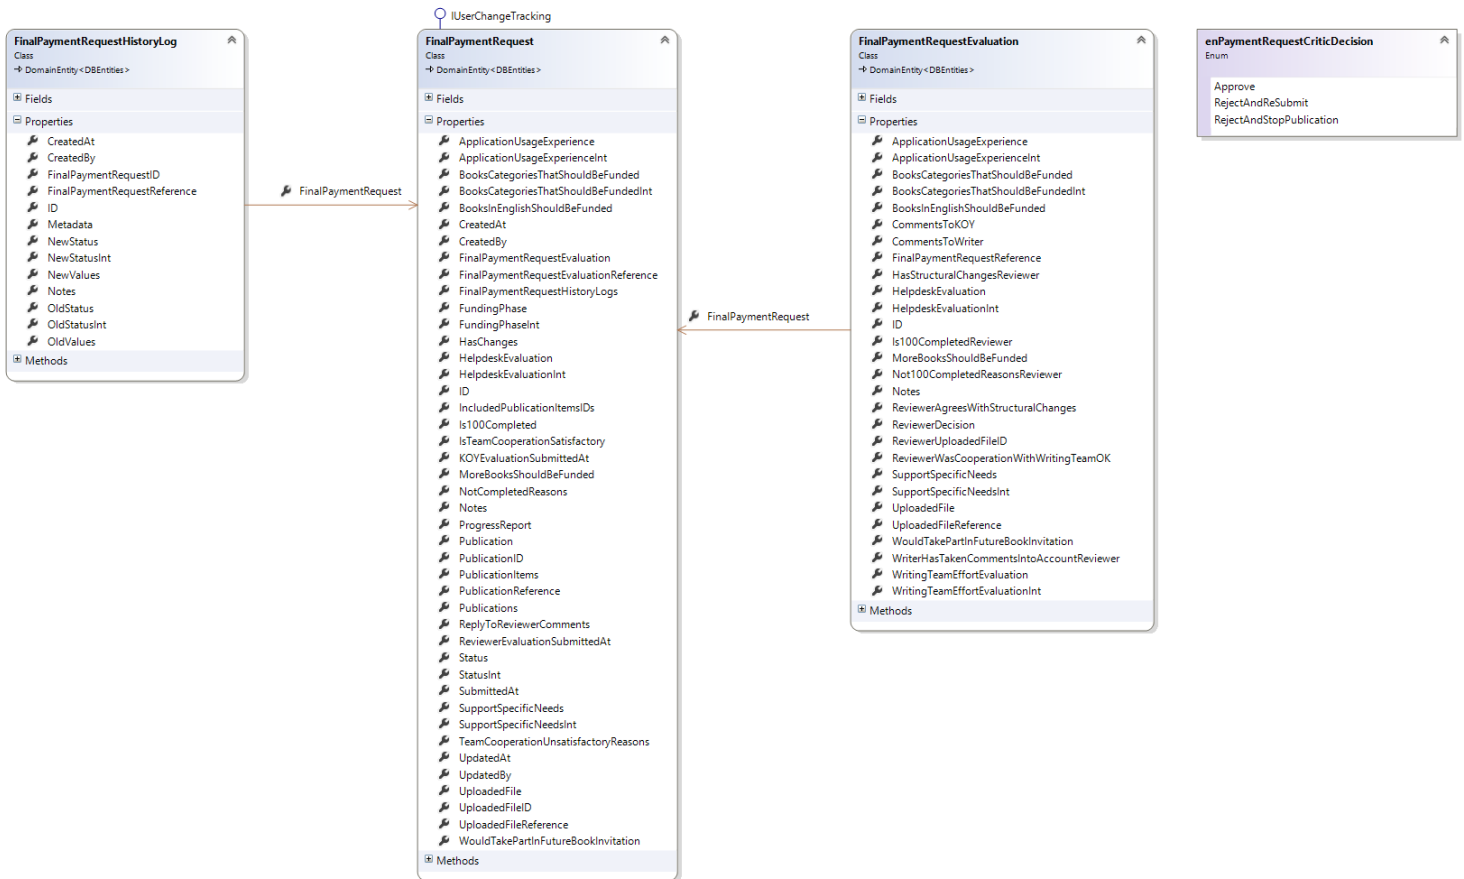 IUserChangeTracking
FinalPaymentRequestHistoryLog
Class
DomainEntity<DBEntities>
Fields
Properties
CreatedAt
CreatedBy
FinalPaymentRequestID
FinalPaymentRequestReference
ID
Metadata
NewStatus
NewStatusInt
NewValues
Notes
OldStatus
OldStatusInt
OldValues
Methods
FinalPaymentRequest
FinalPaymentRequest
Class
DomainEntity<DBEntities>
Fields
Properties
ApplicationUsageExperience
ApplicationUsageExperienceInt
BooksCategoriesThatShouldBeFunded
BooksCategoriesThatShouldBeFundedInt
BooksInEnglishShouldBeFunded
CreatedAt
CreatedBy
FinalPaymentRequestEvaluation
FinalPaymentRequestEvaluationReference
FinalPaymentRequestHistoryLogs
FundingPhase
FundingPhaseInt
HasChanges
HelpdeskEvaluation
HelpdeskEvaluationInt
ID
IncludedPublicationItemsIDs
Is100Completed
IsTeamCooperationSatisfactory
KOYEvaluationSubmittedAt
MoreBooksShouldBeFunded
NotCompletedReasons
Notes
ProgressReport
Publication
PublicationID
PublicationItems
PublicationReference
Publications
ReplyToReviewerComments
ReviewerEvaluationSubmittedAt
Status
StatusInt
SubmittedAt
SupportSpecificNeeds
SupportSpecificNeedsInt
TeamCooperationUnsatisfactoryReasons
UpdatedAt
UpdatedBy
UploadedFile
UploadedFileID
UploadedFileReference
WouldTakePartInFutureBookInvitation
Methods
FinalPaymentRequest
FinalPaymentRequestEvaluation
Class
DomainEntity<DBEntities>
Fields
Properties
ApplicationUsageExperience
ApplicationUsageExperienceInt
BooksCategoriesThatShouldBeFunded
BooksCategoriesThatShouldBeFundedInt
BooksInEnglishShouldBeFunded
CommentsToKOY
CommentsToWriter
FinalPaymentRequestReference
HasStructuralChangesReviewer
HelpdeskEvaluation
HelpdeskEvaluationInt
ID
Is100CompletedReviewer
MoreBooksShouldBeFunded
Not100CompletedReasonsReviewer
Notes
ReviewerAgreesWithStructuralChanges
ReviewerDecision
ReviewerUploadedFileID
ReviewerWasCooperationWithWritingTeamOK
SupportSpecificNeeds
SupportSpecificNeedsInt
UploadedFile
UploadedFileReference
WouldTakePartInFutureBookInvitation
WriterHasTakenCommentsIntoAccountReviewer
WritingTeamEffortEvaluation
WritingTeamEffortEvaluationInt
Methods
enPaymentRequestCriticDecision
Enum
Approve
RejectAndReSubmit
RejectAndStopPublication